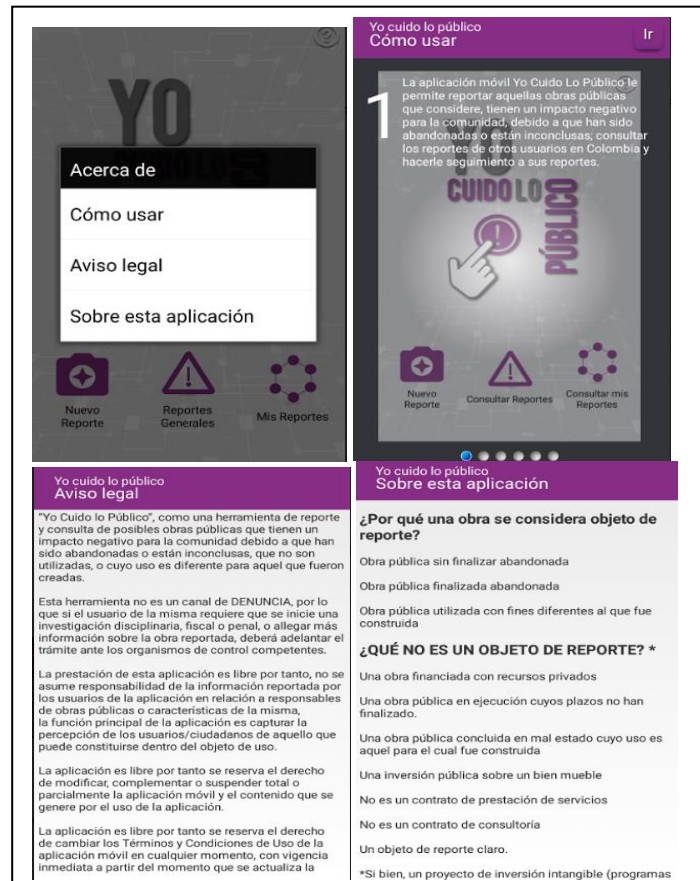 YO
Acerca de
Cómo usar
Aviso legal
Sobre esta aplicación
Nuevo
Reporte
Reportes
Generales
Mis Reportes
Yo cuido lo público
Cómo usar
Ir
1
La aplicación móvil Yo Cuido Lo Público le
permite reportar aquellas obras públicas
que considere, tienen un impacto negativo
para la comunidad, debido a que han sido
abandonadas o están inconclusas; consultar
los reportes de otros usuarios en Colombia y
hacerle seguimiento a sus reportes.
YO
CUIDO LO
PÚBLICO
Nuevo
Reporte
Consultar Reportes
Consultar mis
Reportes
Yo cuido lo público
Aviso legal
"Yo Cuido lo Público", como una herramienta de reporte
y consulta de posibles obras públicas que tienen un
impacto negativo para la comunidad debido a que han
sido abandonadas o están inconclusas, que no son
utilizadas, o cuyo uso es diferente para aquel que fueron
creadas.
Esta herramienta no es un canal de DENUNCIA, por lo
que si el usuario de la misma requiere que se inicie una
investigación disciplinaria, fiscal o penal, o allegar más
información sobre la obra reportada, deberá adelantar el
trámite ante los organismos de control competentes.
La prestación de esta aplicación es libre por tanto, no se
asume responsabilidad de la información reportada por
los usuarios de la aplicación en relación a responsables
de obras públicas o características de la misma,
la función principal de la aplicación es capturar la
percepción de los usuarios/ciudadanos de aquello que
puede constituirse dentro del objeto de uso.
La aplicación es libre por tanto se reserva el derecho
de modificar, complementar o suspender total o
parcialmente la aplicación móvil y el contenido que se
genere por el uso de la aplicación.
La aplicación es libre por tanto se reserva el derecho
de cambiar los Términos y Condiciones de Uso de la
aplicación móvil en cualquier momento, con vigencia
inmediata a partir del momento que se actualiza la
Yo cuido lo público
Sobre esta aplicación
¿Por qué una obra se considera objeto de
reporte?
Obra pública sin finalizar abandonada
Obra pública finalizada abandonada
Obra pública utilizada con fines diferentes al que fue
construida
¿QUÉ NO ES UN OBJETO DE REPORTE? *
Una obra financiada con recursos privados
Una obra pública en ejecución cuyos plazos no han
finalizado.
Una obra pública concluida en mal estado cuyo uso es
aquel para el cual fue construida
Una inversión pública sobre un bien mueble
No es un contrato de prestación de servicios
No es un contrato de consultoría
Un objeto de reporte claro.
*Si bien, un proyecto de inversión intangible (programas